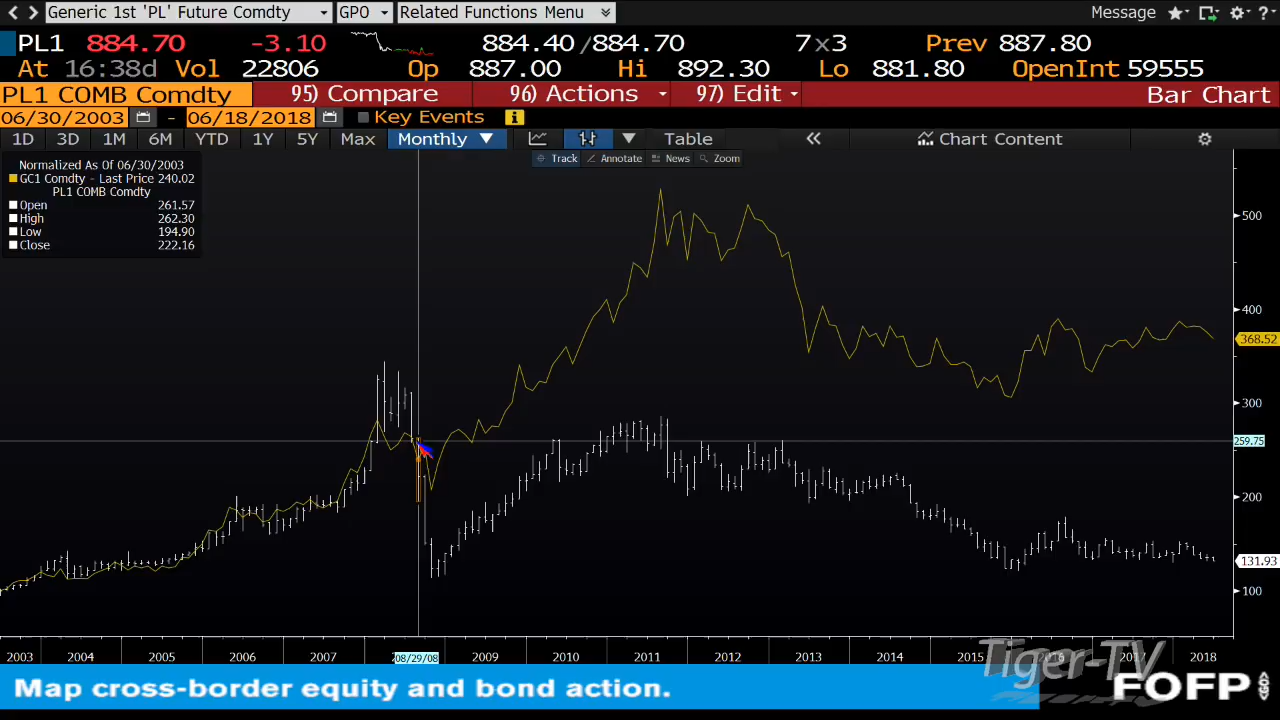 Generic 1st 'PL' Future Comdty GPO Related Functions Menu Message
PL1 884.70 -3.10 884.40/884.70 7x3 Prev 887.80
At 16:38d Vol 22806 Op 887.00 Hi 892.30 Lo 881.80 OpenInt 59555
PL1 COMB Comdty 95) Compare 96) Actions 97) Edit Bar Chart
06/30/2003 - 06/18/2018 Key Events
1D 3D 1M 6M YTD 1Y 5Y Max Monthly Table Chart Content
Track Annotate News Zoom
Normalized As Of 06/30/2003
GC1 Comdty - Last Price 240.02
PL1 COMB Comdty
Open 261.57
High 262.30
Low 194.90
Close 222.16
500
400
368.52
300
259.75
200
131.93
100
2003 2004 2005 2006 2007 08/29/08 2009 2010 2011 2012 2013 2014 2015 2016 2017 2018
Tiger-TV
Map cross-border equity and bond action.
FOFP